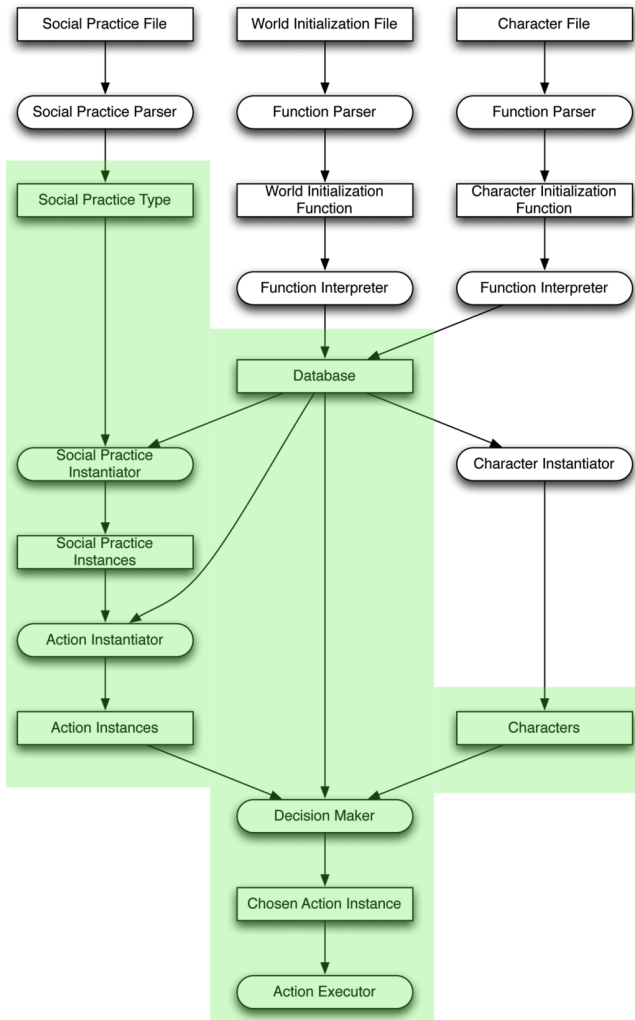 Social Practice File
World Initialization File
Character File
Social Practice Parser
Function Parser
Function Parser
Social Practice Type
World Initialization
Function
Character Initialization
Function
Function Interpreter
Function Interpreter
Database
Social Practice
Instantiator
Character Instantiator
Social Practice
Instances
Action Instantiator
Action Instances
Characters
Decision Maker
Chosen Action Instance
Action Executor